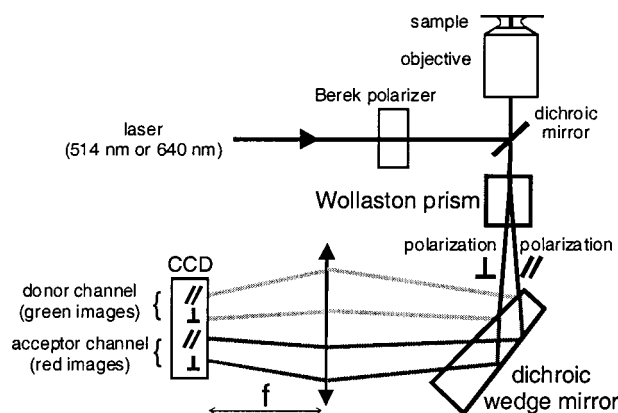 sample
objective
Berek polarizer
dichroic
mirror
laser
(514 nm or 640 nm)
Wollaston prism
polarization
polarization
⊥
//
CCD
donor channel
(green images)
{
//
⊥
acceptor channel
(red images)
{
//
⊥
f
dichroic
wedge mirror